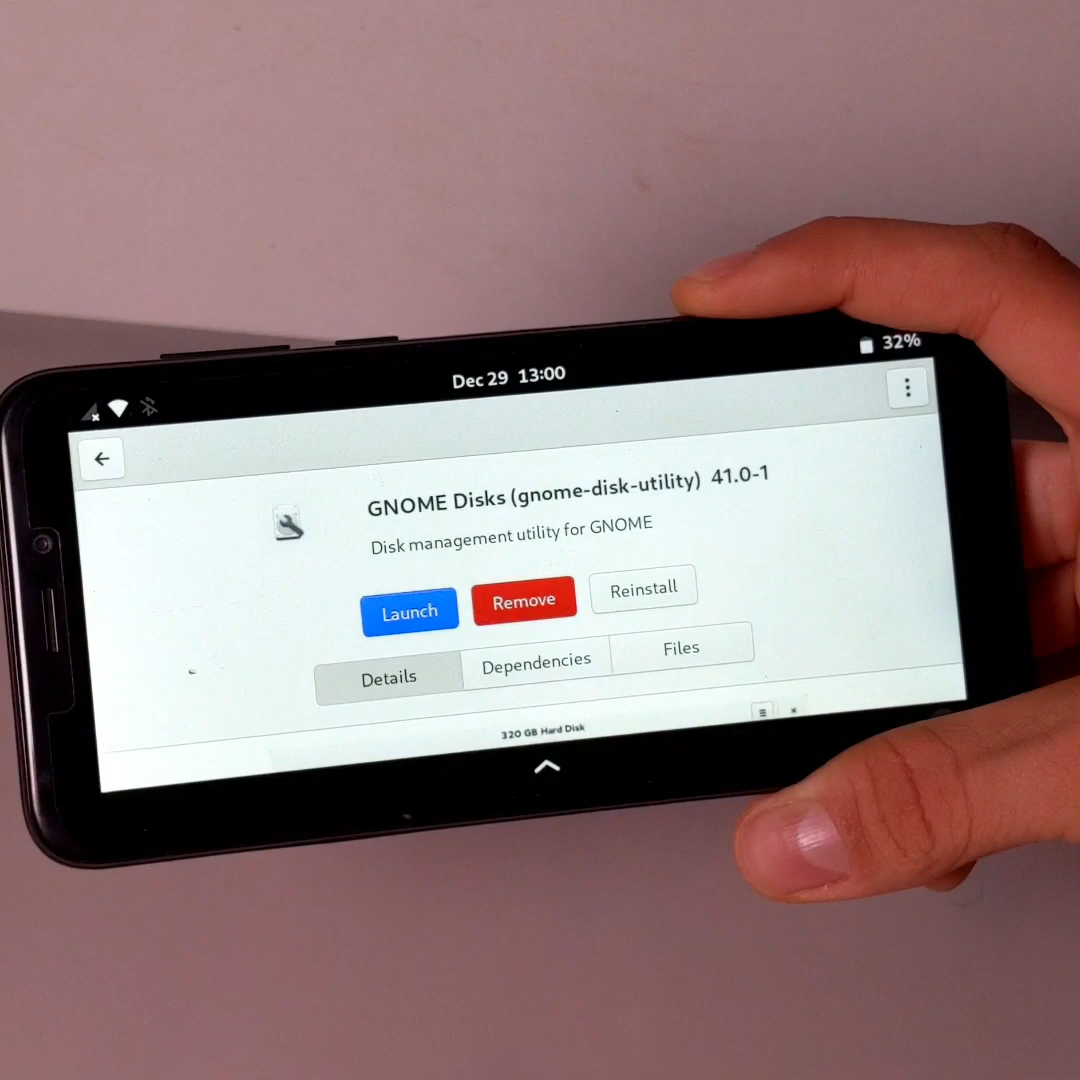 Dec 29 13:00
32%
GNOME Disks (gnome-disk-utility) 41.0-1
Disk management utility for GNOME
Launch
Remove
Reinstall
Details
Dependencies
Files
320 GB Hard Disk